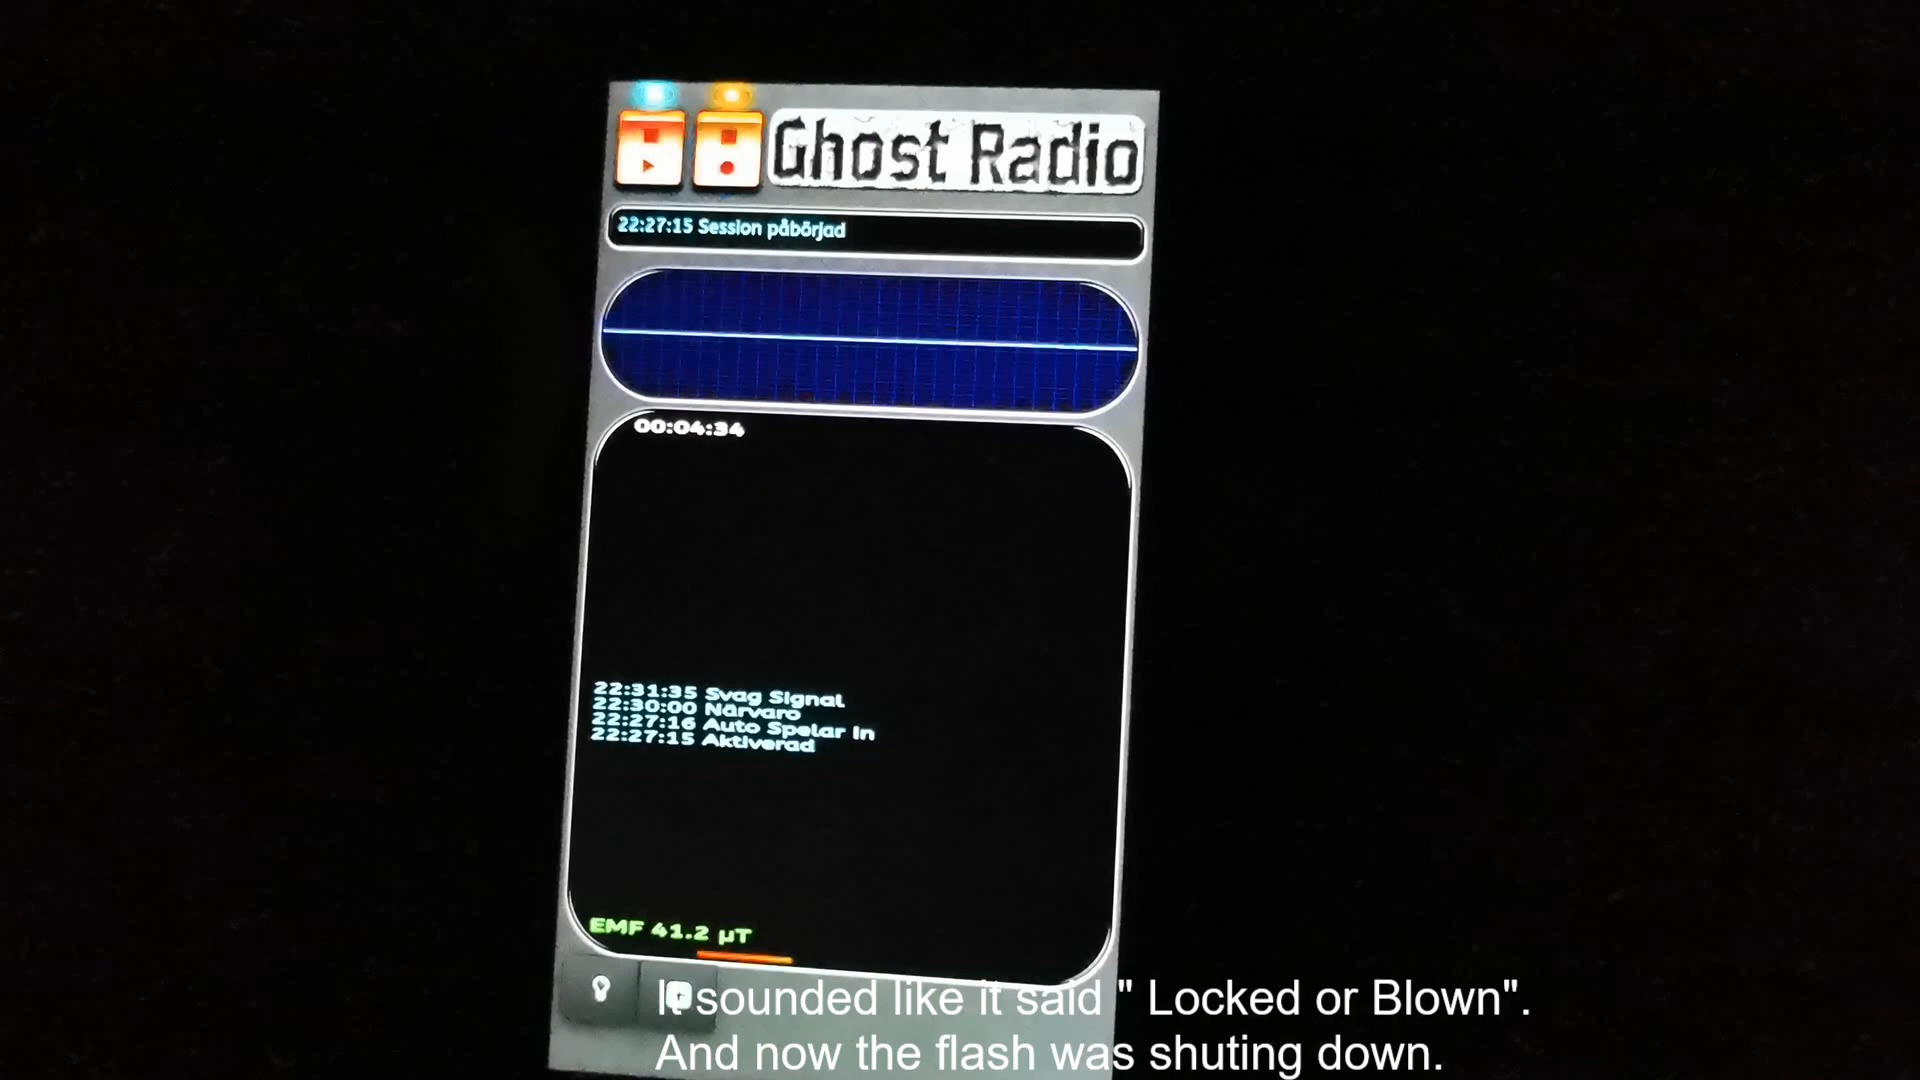 Ghost Radio
22:27:15 Session påbörjad
00:04:34
22:31:35 Svag Signal
22:30:00 Närvaro
22:27:16 Auto Spelar in
22:27:15 Aktiverad
EMF 41.2 µT
It sounded like it said " Locked or Blown".
And now the flash was shuting down.